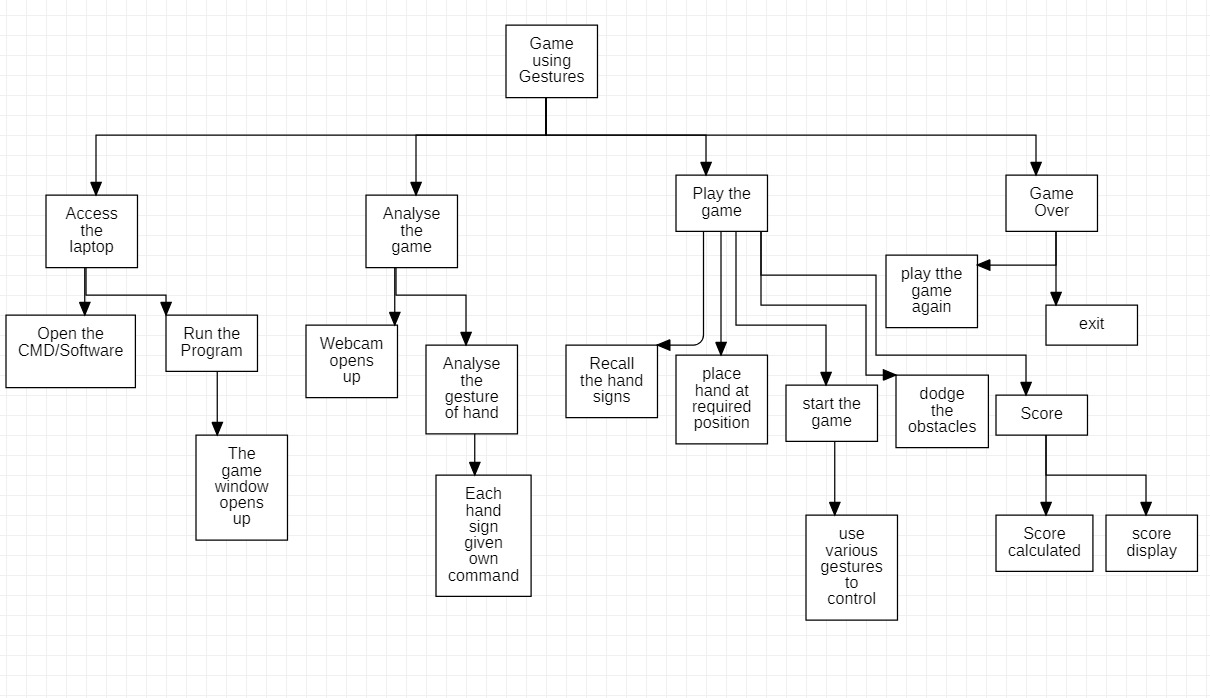 Game
using
Gestures
Access
the
laptop
Analyse
the
game
Play the
game
Game
Over
Open the
CMD/Software
Run the
Program
The
game
window
opens
up
Webcam
opens
up
Analyse
the
gesture
of hand
Each
hand
sign
given
own
command
Recall
the hand
signs
place
hand at
required
position
start the
game
use
various
gestures
to
control
dodge
the
obstacles
Score
Score
calculated
score
display
play tthe
game
again
exit